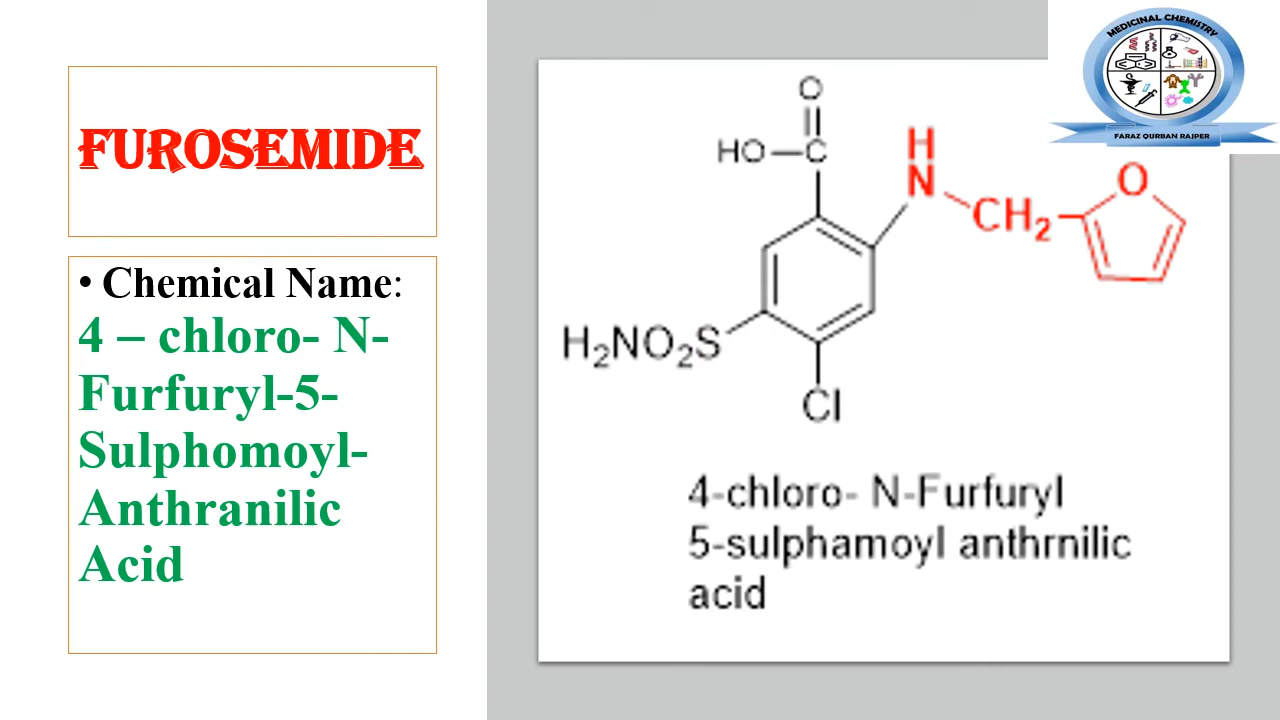 FUROSEMIDE
• Chemical Name:
4 – chloro- N-
Furfuryl-5-
Sulphomoyl-
Anthranilic
Acid
MEDICINAL CHEMISTRY
FARAZ QURBAN RAJPER
O
HO
C
H
N
CH2
O
H2NO2S
Cl
4-chloro- N-Furfuryl
5-sulphamoyl anthrnilic
acid